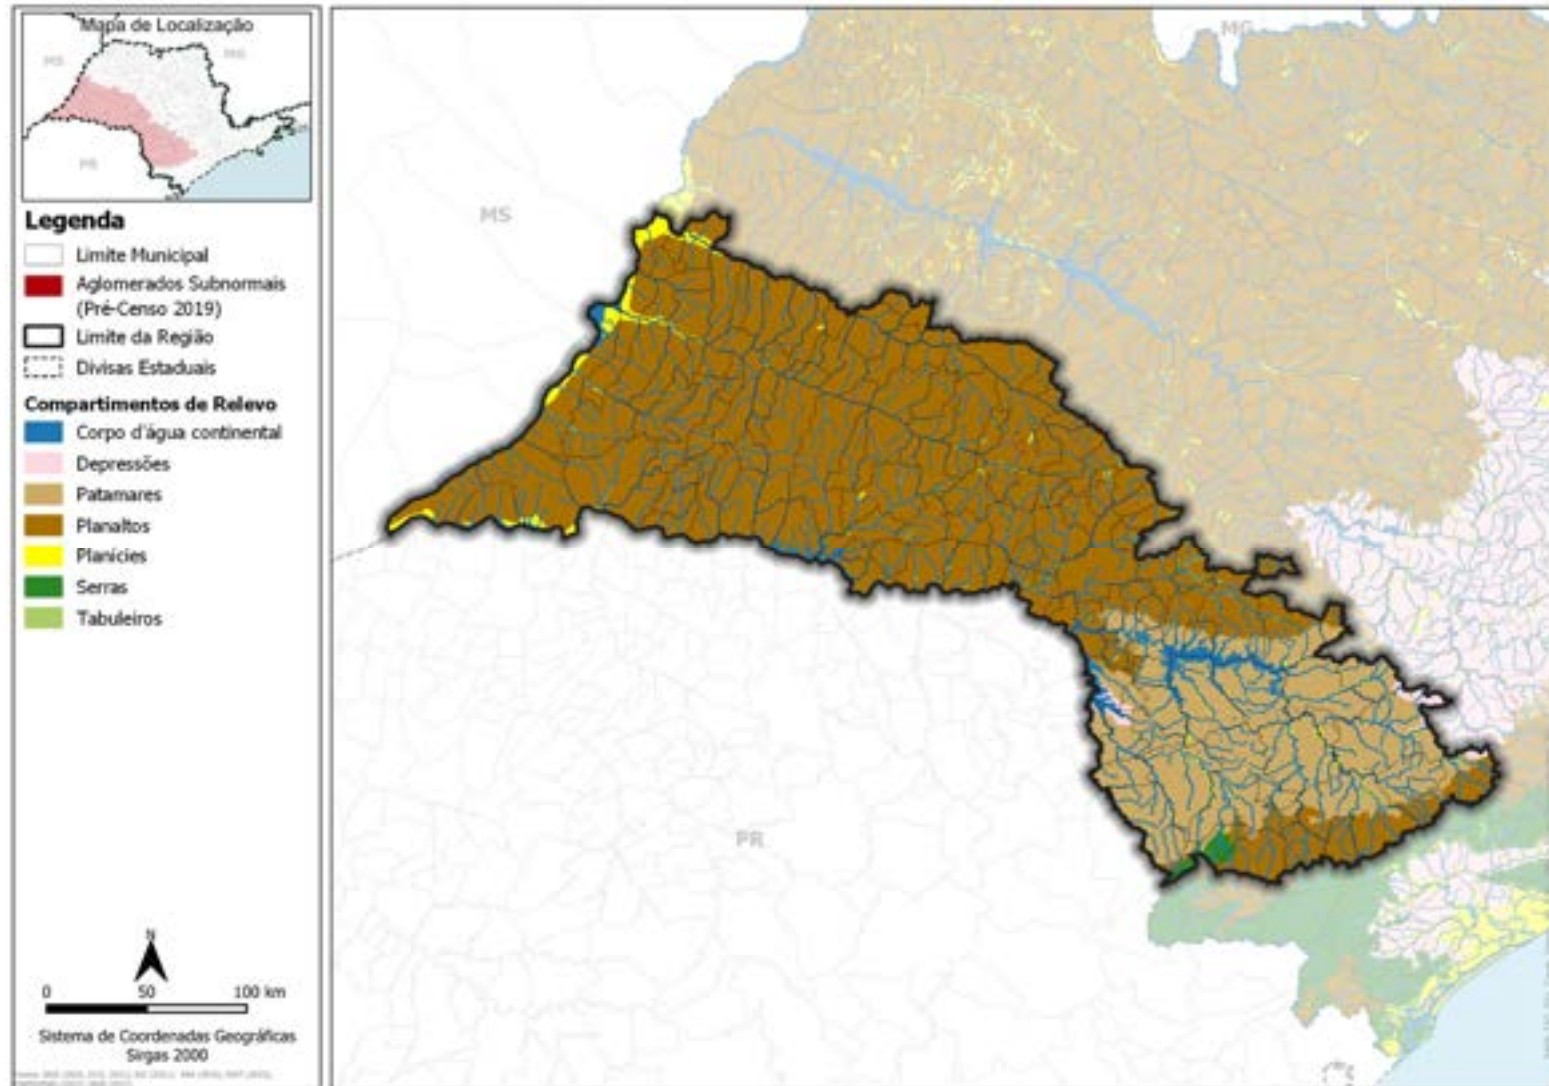 Mapa de Localização
MS
MG
PR
Legenda
Limite Municipal
Aglomerados Subnormais
(Pré-Censo 2019)
Limite da Região
Divisas Estaduais
Compartimentos de Relevo
Corpo d'água continental
Depressões
Patamares
Planaltos
Planícies
Serras
Tabuleiros
N
0 50 100 km
Sistema de Coordenadas Geográficas
Sirgas 2000
MG
MS
PR